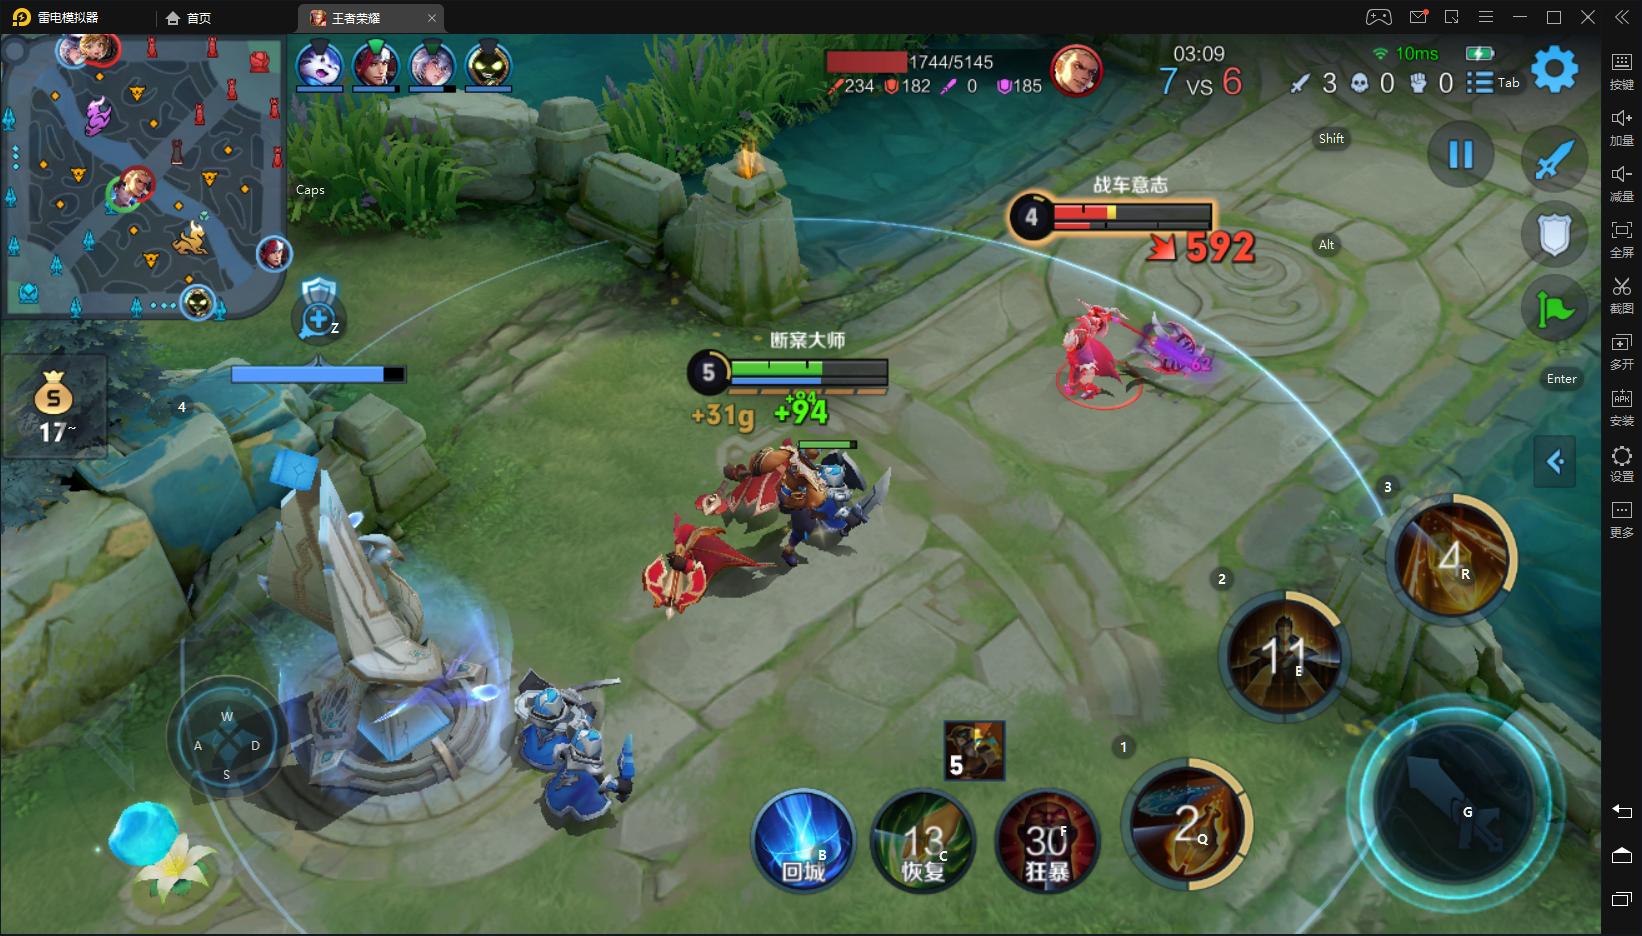 雷电模拟器
首页
王者荣耀
1744/5145
234 182 0 185
03:09
7 VS 6
10ms
3 0 0
Tab
Shift
Caps
战车意志
4
592
Alt
Z
断案大师
5
+31g
+94
+94
17
4
Enter
3
4
R
2
11
E
W
A
D
S
5
1
2
Q
G
回城
B
13
恢复
C
30
狂暴
F
按键
加量
减量
全屏
截图
多开
APK
安装
设置
更多